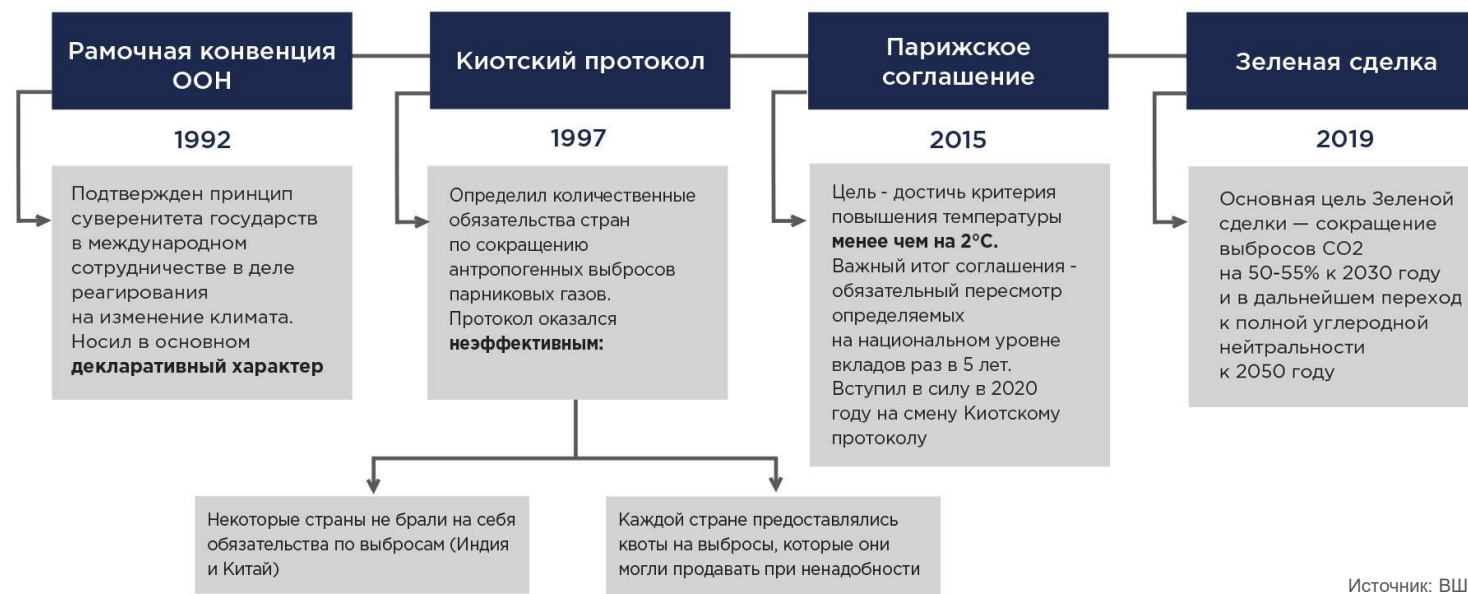 Рамочная конвенция
ООН
1992
Подтвержден принцип
суверенитета государств
в международном
сотрудничестве в деле
реагирования
на изменение климата.
Носил в основном
декларативный характер
Киотский протокол
1997
Определил количественные
обязательства стран
по сокращению
антропогенных выбросов
парниковых газов.
Протокол оказался
неэффективным:
Некоторые страны не брали на себя
обязательства по выбросам (Индия
и Китай)
Каждой стране предоставлялись
квоты на выбросы, которые они
могли продавать при ненадобности
Парижское
соглашение
2015
Цель - достичь критерия
повышения температуры
менее чем на 2°С.
Важный итог соглашения -
обязательный пересмотр
определяемых
на национальном уровне
вкладов раз в 5 лет.
Вступил в силу в 2020
году на смену Киотскому
протоколу
Зеленая сделка
2019
Основная цель Зеленой
сделки — сокращение
выбросов СО2
на 50-55% к 2030 году
и в дальнейшем переход
к полной углеродной
нейтральности
к 2050 году
Источник: ВШ